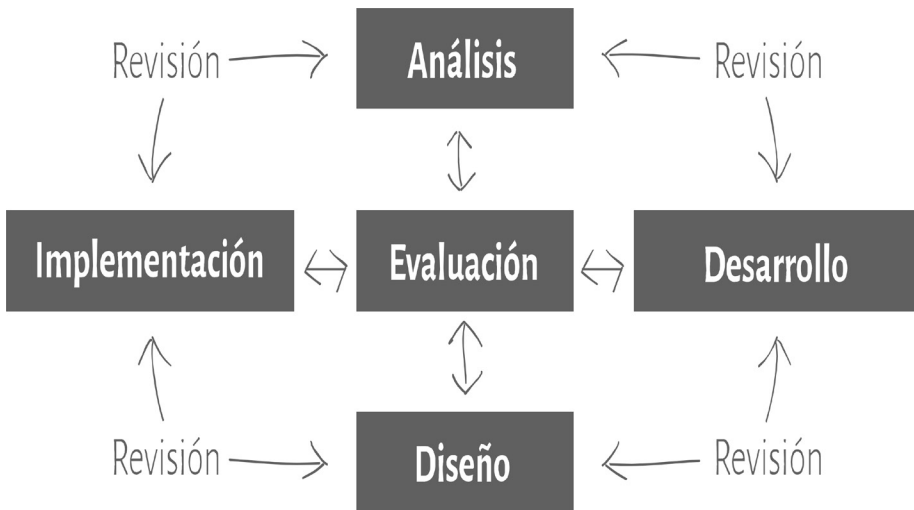 Revisión
Análisis
Revisión
Implementación
Evaluación
Desarrollo
Revisión
Diseño
Revisión